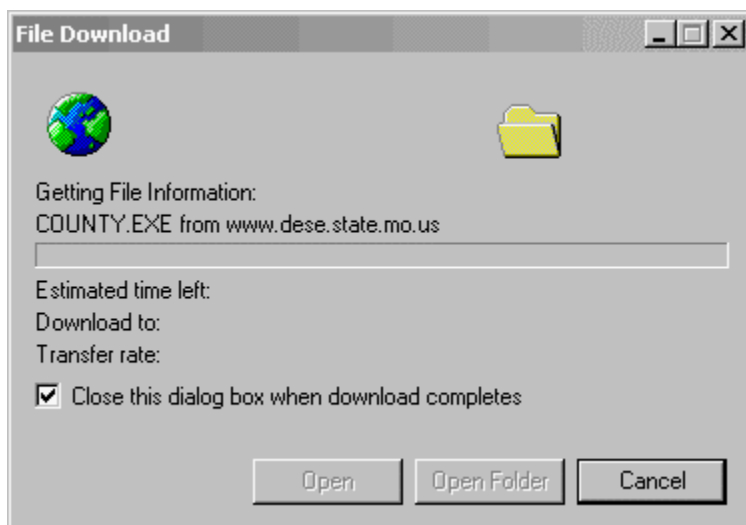 File Download
Getting File Information:
COUNTY.EXE from www.dese.state.mo.us
Estimated time left:
Download to:
Transfer rate:
Close this dialog box when download completes
Open Open Folder Cancel